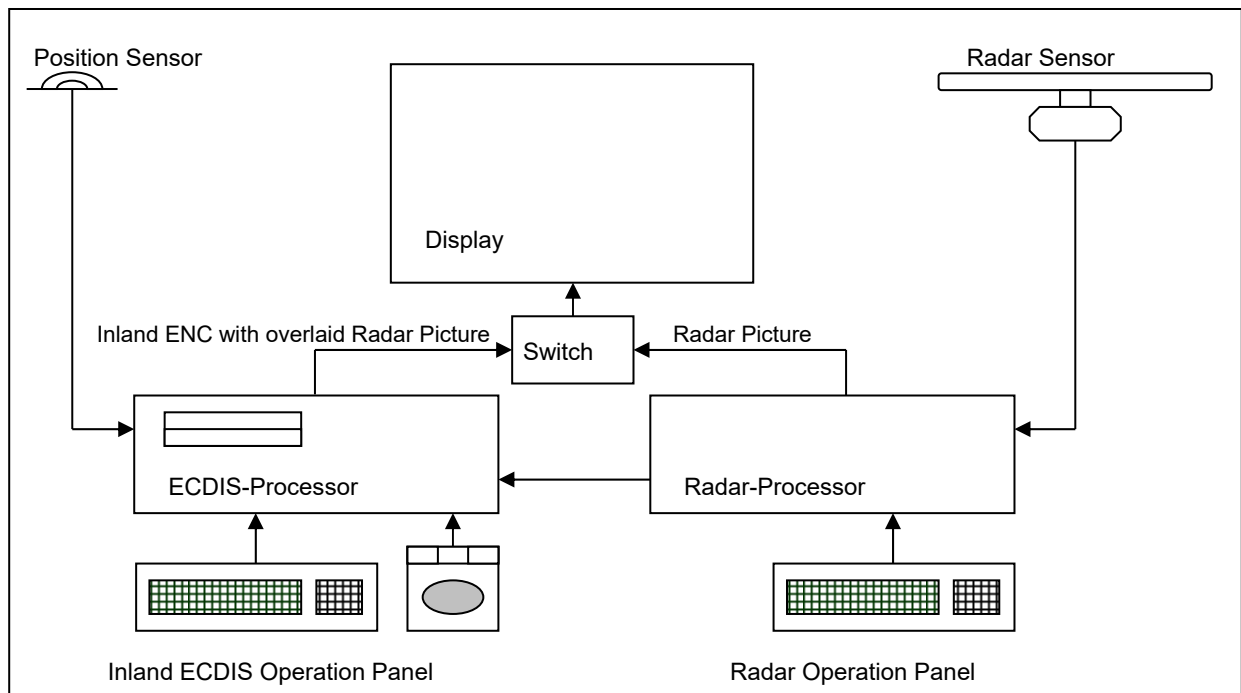 Position Sensor
Radar Sensor
Display
Inland ENC with overlaid Radar Picture
Switch
Radar Picture
ECDIS-Processor
Radar-Processor
Inland ECDIS Operation Panel
Radar Operation Panel